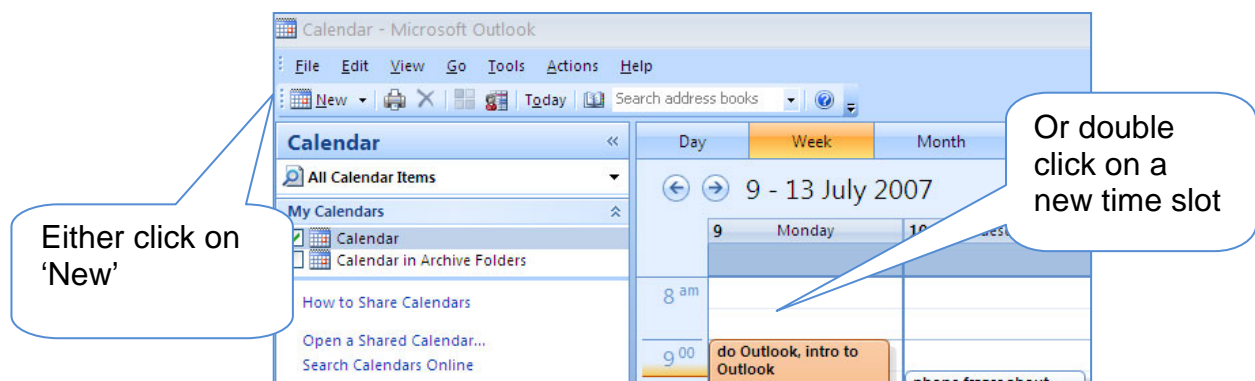 Calendar - Microsoft Outlook
File Edit View Go Tools Actions Help
New Today Search address books
Calendar «
Day Week Month
All Calendar Items
9 - 13 July 2007
My Calendars
9 Monday 10
Calendar
Calendar in Archive Folders
8 am
How to Share Calendars
Open a Shared Calendar...
9 00 do Outlook, intro to
Outlook
Search Calendars Online
Either click on
‘New’
Or double
click on a
new time slot